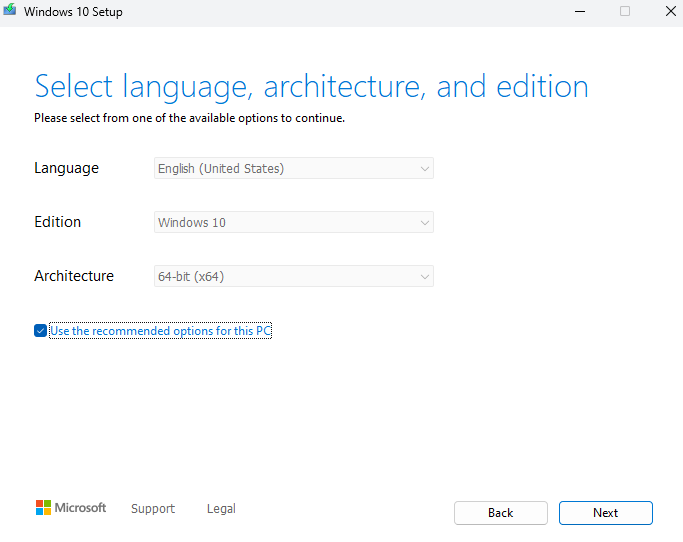 Windows 10 Setup
Select language, architecture, and edition
Please select from one of the available options to continue.
Language English (United States)
Edition Windows 10
Architecture 64-bit (x64)
Use the recommended options for this PC
Microsoft Support Legal Back Next